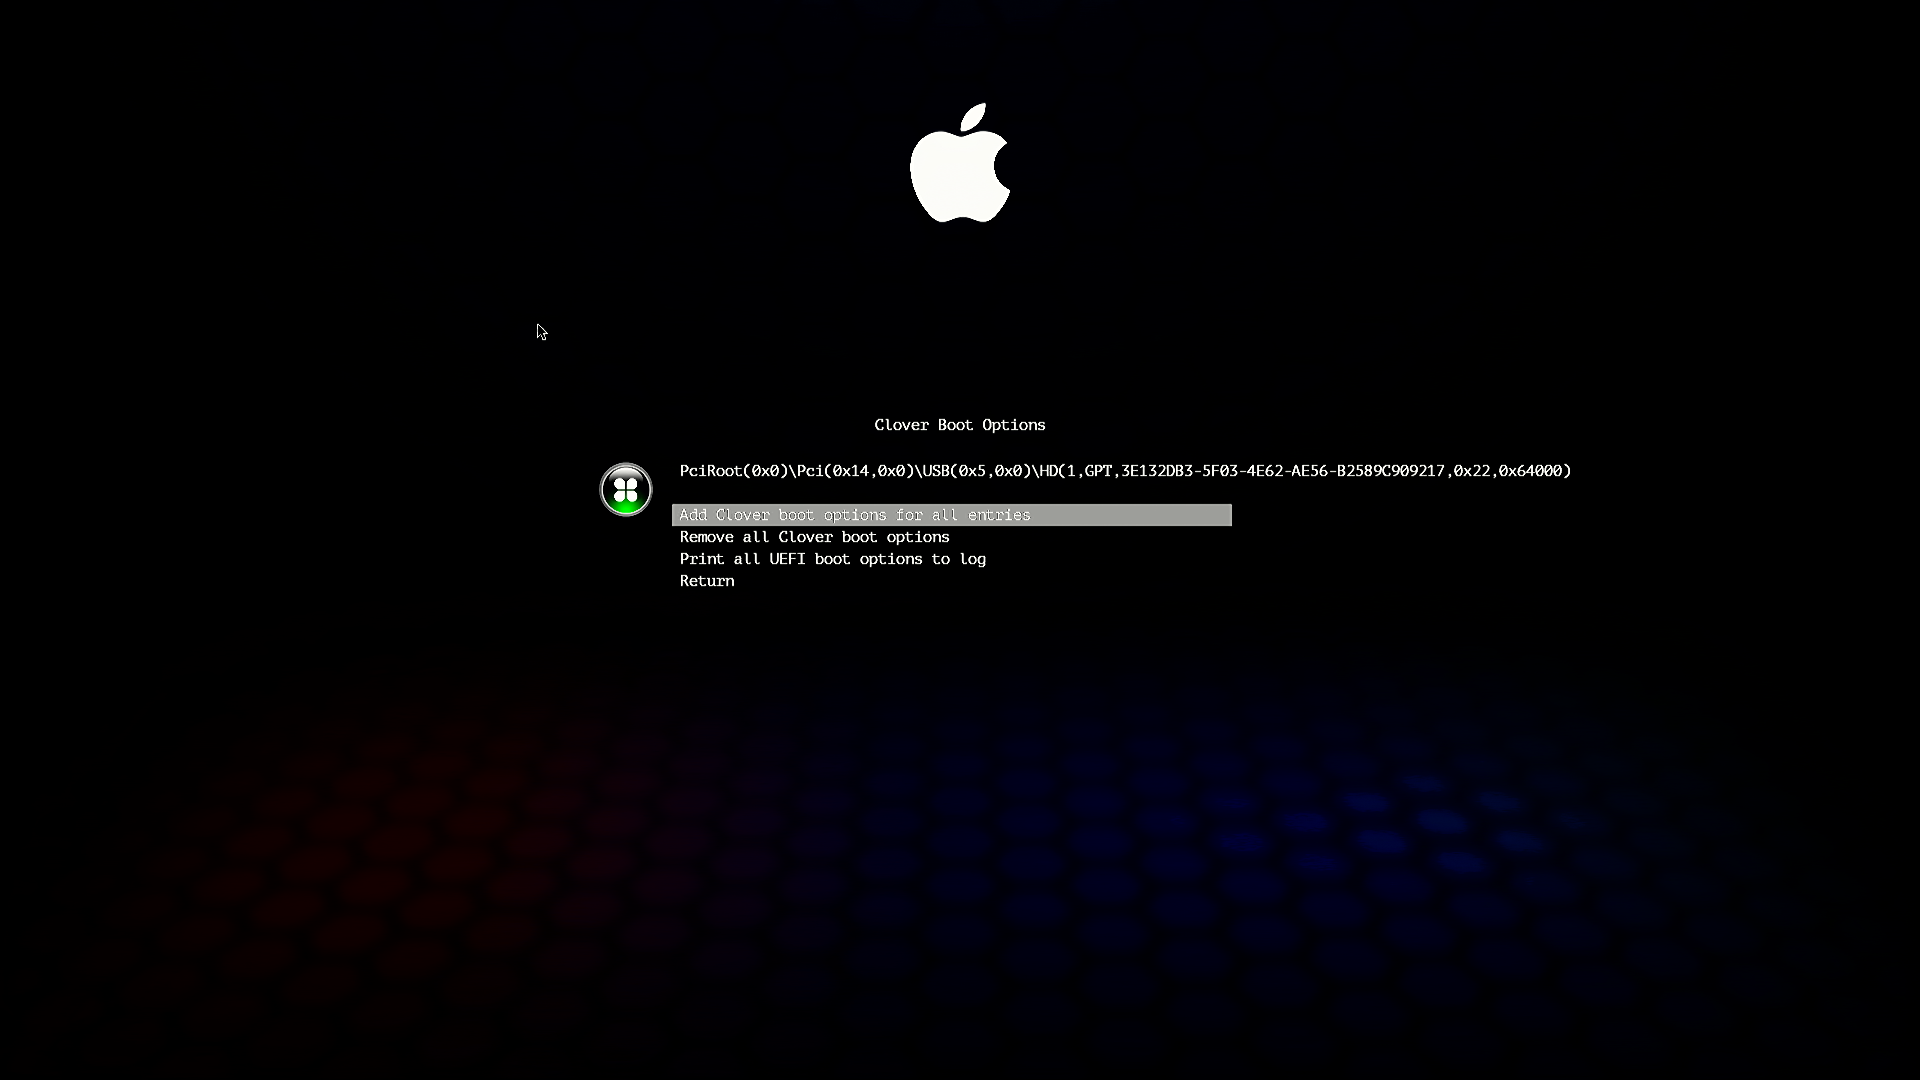 Clover Boot Options
PciRoot(0x0)\Pci(0x14,0x0)\USB(0x5,0x0)\HD(1,GPT,3E132DB3-5F03-4E62-AE56-B2589C909217,0x22,0x64000)
Add Clover boot options for all entries
Remove all Clover boot options
Print all UEFI boot options to log
Return